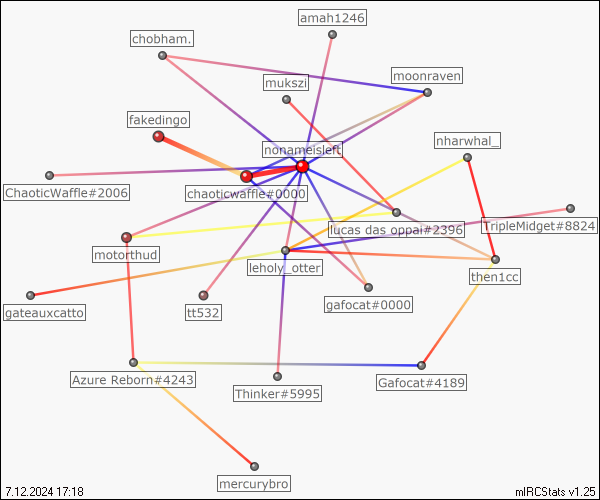 amah1246
chobham.
moonraven
mukszi
fakedingo
nharwhal_
nonameisleft
ChaoticWaffle#2006
chaoticwaffle#0000
TripleMidget#8824
lucas das oppai#2396
motorthud
leholy_otter
then1cc
gateauxcatto
tt532
gafocat#0000
Azure Reborn#4243
Gafocat#4189
Thinker#5995
mercurybro
7.12.2024 17:18
mIRCStats v1.25